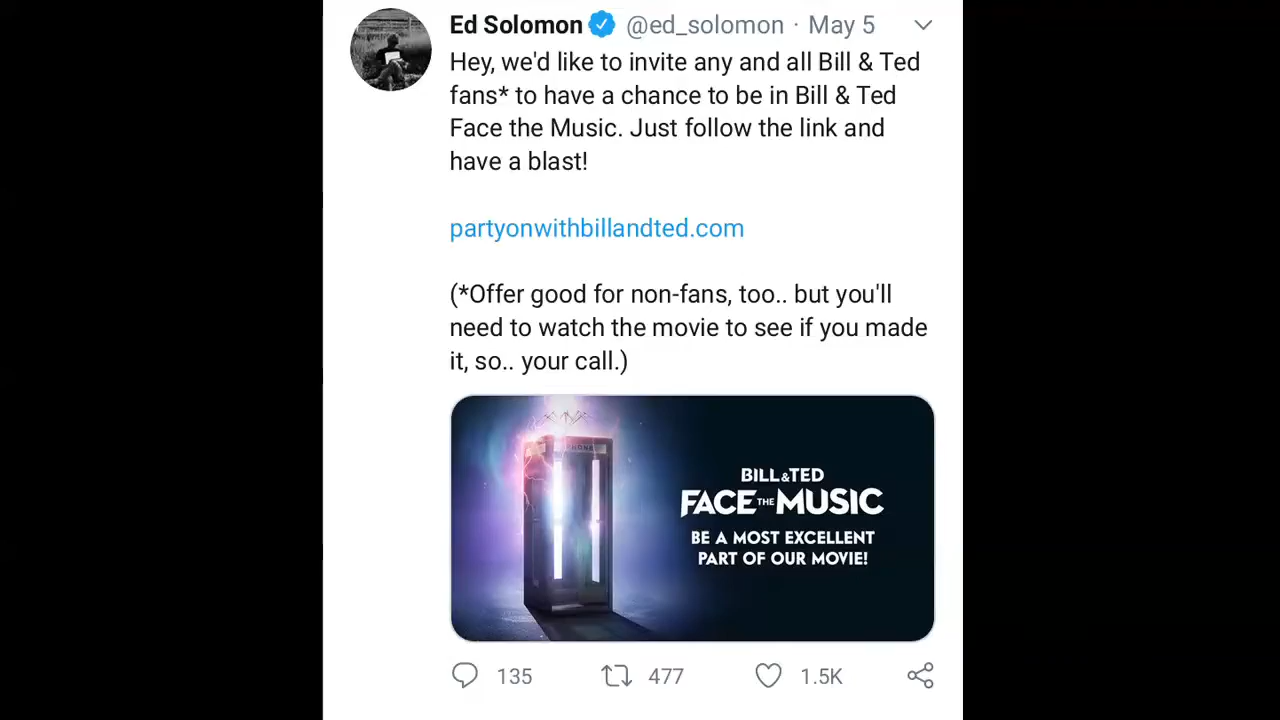 Ed Solomon @ed_solomon · May 5
Hey, we'd like to invite any and all Bill & Ted
fans* to have a chance to be in Bill & Ted
Face the Music. Just follow the link and
have a blast!
partyonwithbillandted.com
(*Offer good for non-fans, too.. but you'll
need to watch the movie to see if you made
it, so.. your call.)
PHONE
BILL & TED
FACE THE MUSIC
BE A MOST EXCELLENT
PART OF OUR MOVIE!
135 477 1.5K